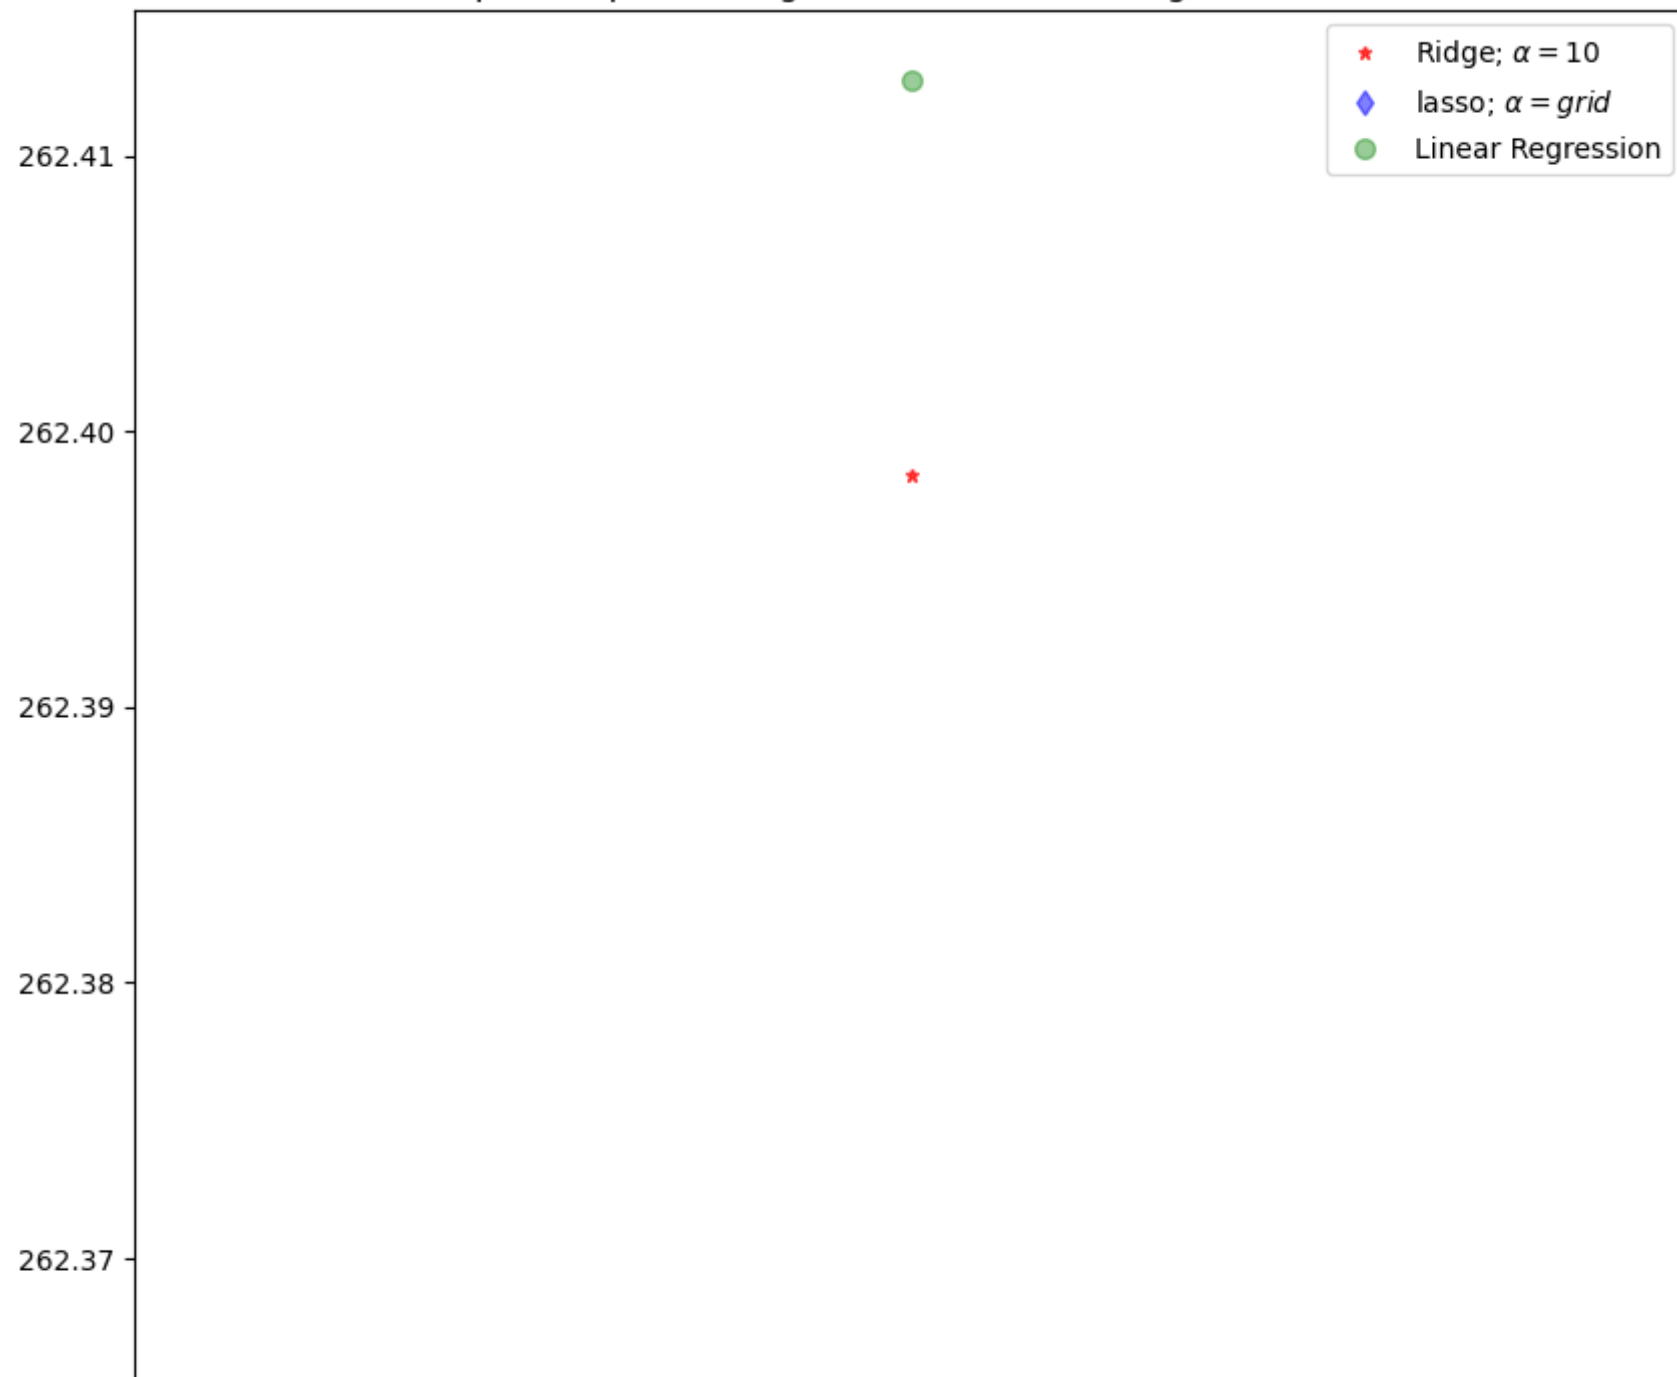 Ridge; α = 10
lasso; α = grid
Linear Regression
262.41
262.40
262.39
262.38
262.37